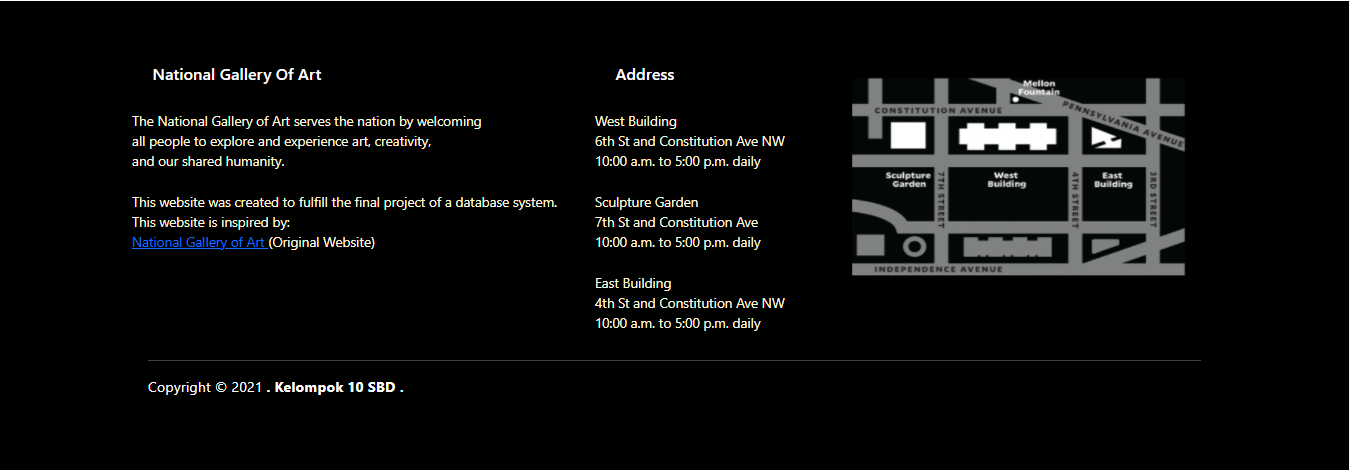 National Gallery Of Art
The National Gallery of Art serves the nation by welcoming
all people to explore and experience art, creativity,
and our shared humanity.
This website was created to fulfill the final project of a database system.
This website is inspired by:
National Gallery of Art (Original Website)
Address
West Building
6th St and Constitution Ave NW
10:00 a.m. to 5:00 p.m. daily
Sculpture Garden
7th St and Constitution Ave
10:00 a.m. to 5:00 p.m. daily
East Building
4th St and Constitution Ave NW
10:00 a.m. to 5:00 p.m. daily
Mellon
Fountain
CONSTITUTION AVENUE
PENNSYLVANIA AVENUE
Sculpture
Garden
7TH STREET
West
Building
4TH STREET
East
Building
3RD STREET
INDEPENDENCE AVENUE
Copyright © 2021 . Kelompok 10 SBD .